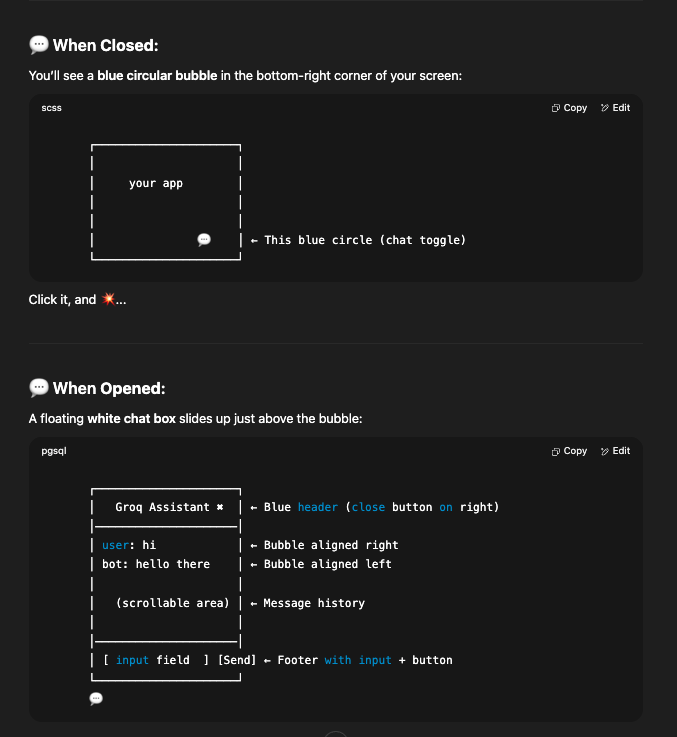 💬 When Closed:
You'll see a blue circular bubble in the bottom-right corner of your screen:
scss Copy Edit
your app
💬 ← This blue circle (chat toggle)
Click it, and 💥...
💬 When Opened:
A floating white chat box slides up just above the bubble:
pgsql Copy Edit
Groq Assistant ✖ │ ← Blue header (close button on right)
user: hi │ ← Bubble aligned right
bot: hello there │ ← Bubble aligned left
(scrollable area) │ ← Message history
[ input field ] [Send] ← Footer with input + button
💬